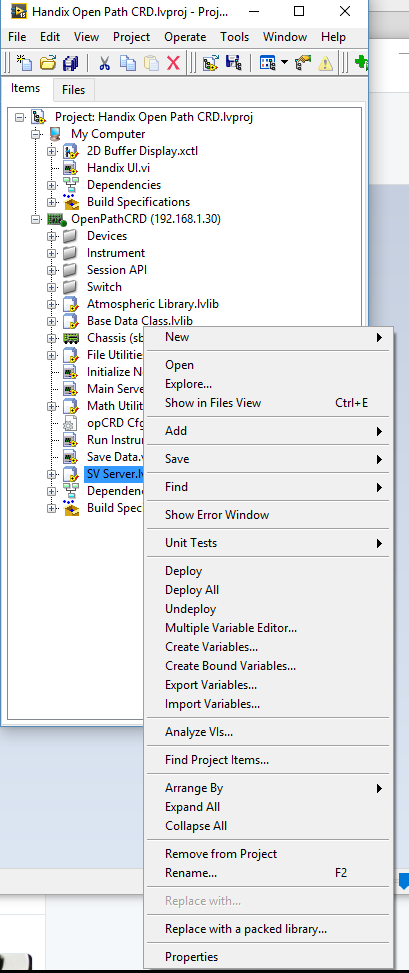 Handix Open Path CRD.lvproj - Proj...
File Edit View Project Operate Tools Window Help
Items Files
Project: Handix Open Path CRD.lvproj
My Computer
2D Buffer Display.xctl
Handix UI.vi
Dependencies
Build Specifications
OpenPathCRD (192.168.1.30)
Devices
Instrument
Session API
Switch
Atmospheric Library.lvlib
Base Data Class.lvlib
Chassis (sb
File Utilitie
Initialize N
Main Serve
Math Utilit
opCRD Cfg
Run Instrum
Save Data.v
SV Server.lv
Dependenc
Build Speci
New
Open
Explore...
Show in Files View Ctrl+E
Add
Save
Find
Show Error Window
Unit Tests
Deploy
Deploy All
Undeploy
Multiple Variable Editor...
Create Variables...
Create Bound Variables...
Export Variables...
Import Variables...
Analyze VIs...
Find Project Items...
Arrange By
Expand All
Collapse All
Remove from Project
Rename... F2
Replace with...
Replace with a packed library...
Properties